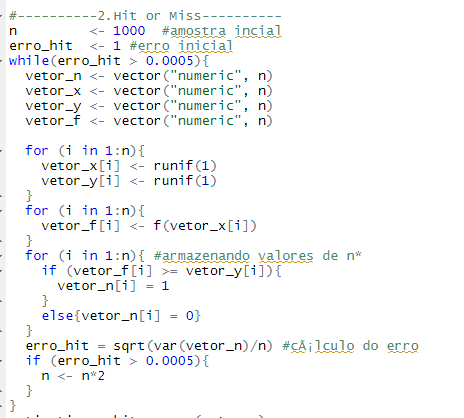 #----------2.Hit or Miss----------
n         <- 1000  #amostra incial
erro_hit  <- 1 #erro inicial
while(erro_hit > 0.0005){
  vetor_n <- vector("numeric", n)
  vetor_x <- vector("numeric", n)
  vetor_y <- vector("numeric", n)
  vetor_f <- vector("numeric", n)
  for (i in 1:n){
    vetor_x[i] <- runif(1)
    vetor_y[i] <- runif(1)
  }
  for (i in 1:n){
    vetor_f[i] <- f(vetor_x[i])
  }
  for (i in 1:n){ #armazenando valores de n*
    if (vetor_f[i] >= vetor_y[i]){
      vetor_n[i] = 1
    }
    else{vetor_n[i] = 0}
  }
  erro_hit = sqrt(var(vetor_n)/n) #cÃ¡lculo do erro
  if (erro_hit > 0.0005){
    n <- n*2
  }
}